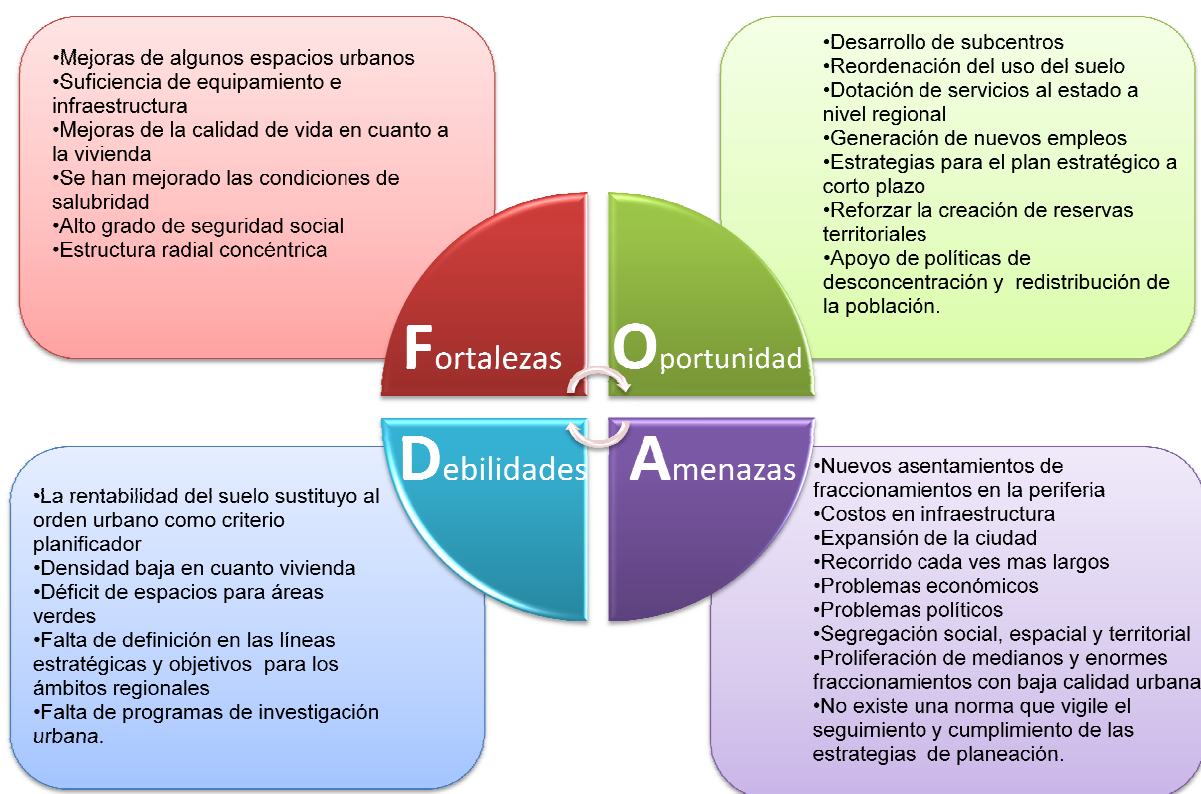 •Mejoras de algunos espacios urbanos
•Suficiencia de equipamiento e
infraestructura
•Mejoras de la calidad de vida en cuanto a
la vivienda
•Se han mejorado las condiciones de
salubridad
•Alto grado de seguridad social
•Estructura radial concéntrica
•Desarrollo de subcentros
•Reordenación del uso del suelo
•Dotación de servicios al estado a
nivel regional
•Generación de nuevos empleos
•Estrategias para el plan estratégico a
corto plazo
•Reforzar la creación de reservas
territoriales
•Apoyo de políticas de
desconcentración y redistribución de
la población.
Fortalezas
Oportunidad
Debilidades
Amenazas
•La rentabilidad del suelo sustituyo al
orden urbano como criterio
planificador
•Densidad baja en cuanto vivienda
•Déficit de espacios para áreas
verdes
•Falta de definición en las líneas
estratégicas y objetivos para los
ámbitos regionales
•Falta de programas de investigación
urbana.
•Nuevos asentamientos de
fraccionamientos en la periferia
•Costos en infraestructura
•Expansión de la ciudad
•Recorrido cada ves mas largos
•Problemas económicos
•Problemas políticos
•Segregación social, espacial y territorial
•Proliferación de medianos y enormes
fraccionamientos con baja calidad urbana
•No existe una norma que vigile el
seguimiento y cumplimiento de las
estrategias de planeación.